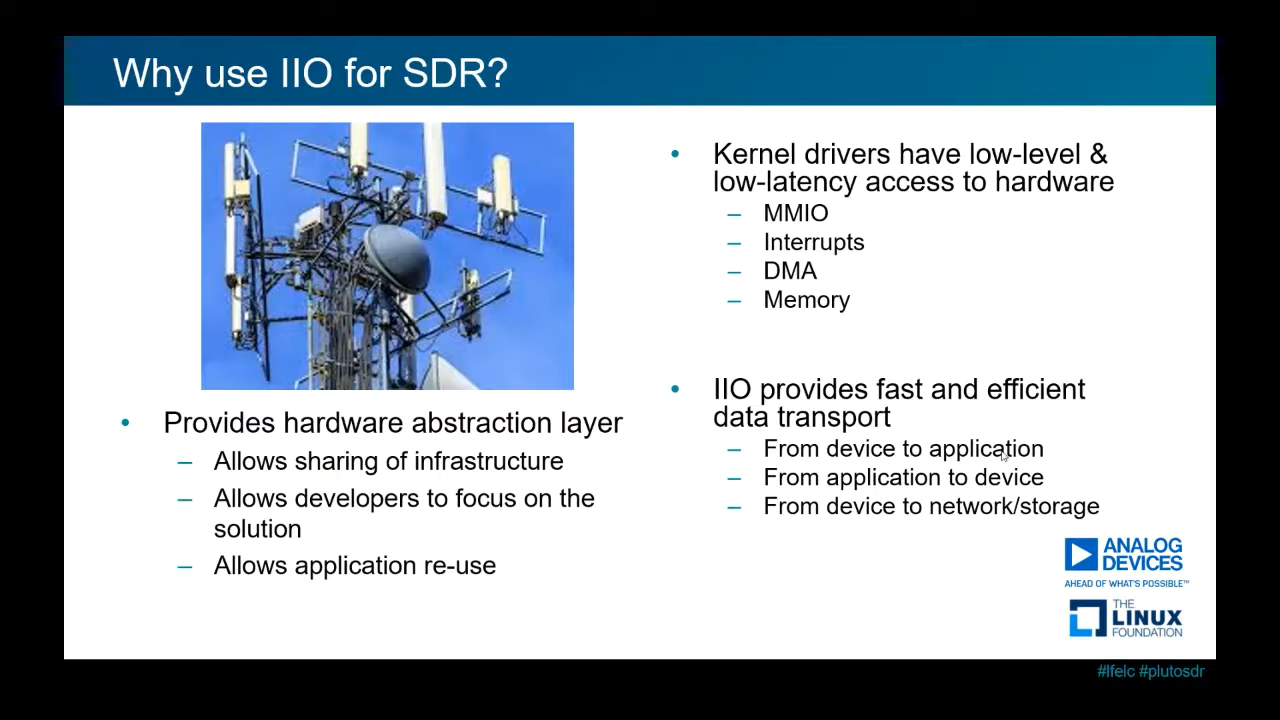 Why use IIO for SDR?
• Provides hardware abstraction layer
– Allows sharing of infrastructure
– Allows developers to focus on the
solution
– Allows application re-use
• Kernel drivers have low-level &
low-latency access to hardware
– MMIO
– Interrupts
– DMA
– Memory
• IIO provides fast and efficient
data transport
– From device to application
– From application to device
– From device to network/storage
ANALOG
DEVICES
AHEAD OF WHAT'S POSSIBLE™
THE
LINUX
FOUNDATION
#lfelc #plutosdr